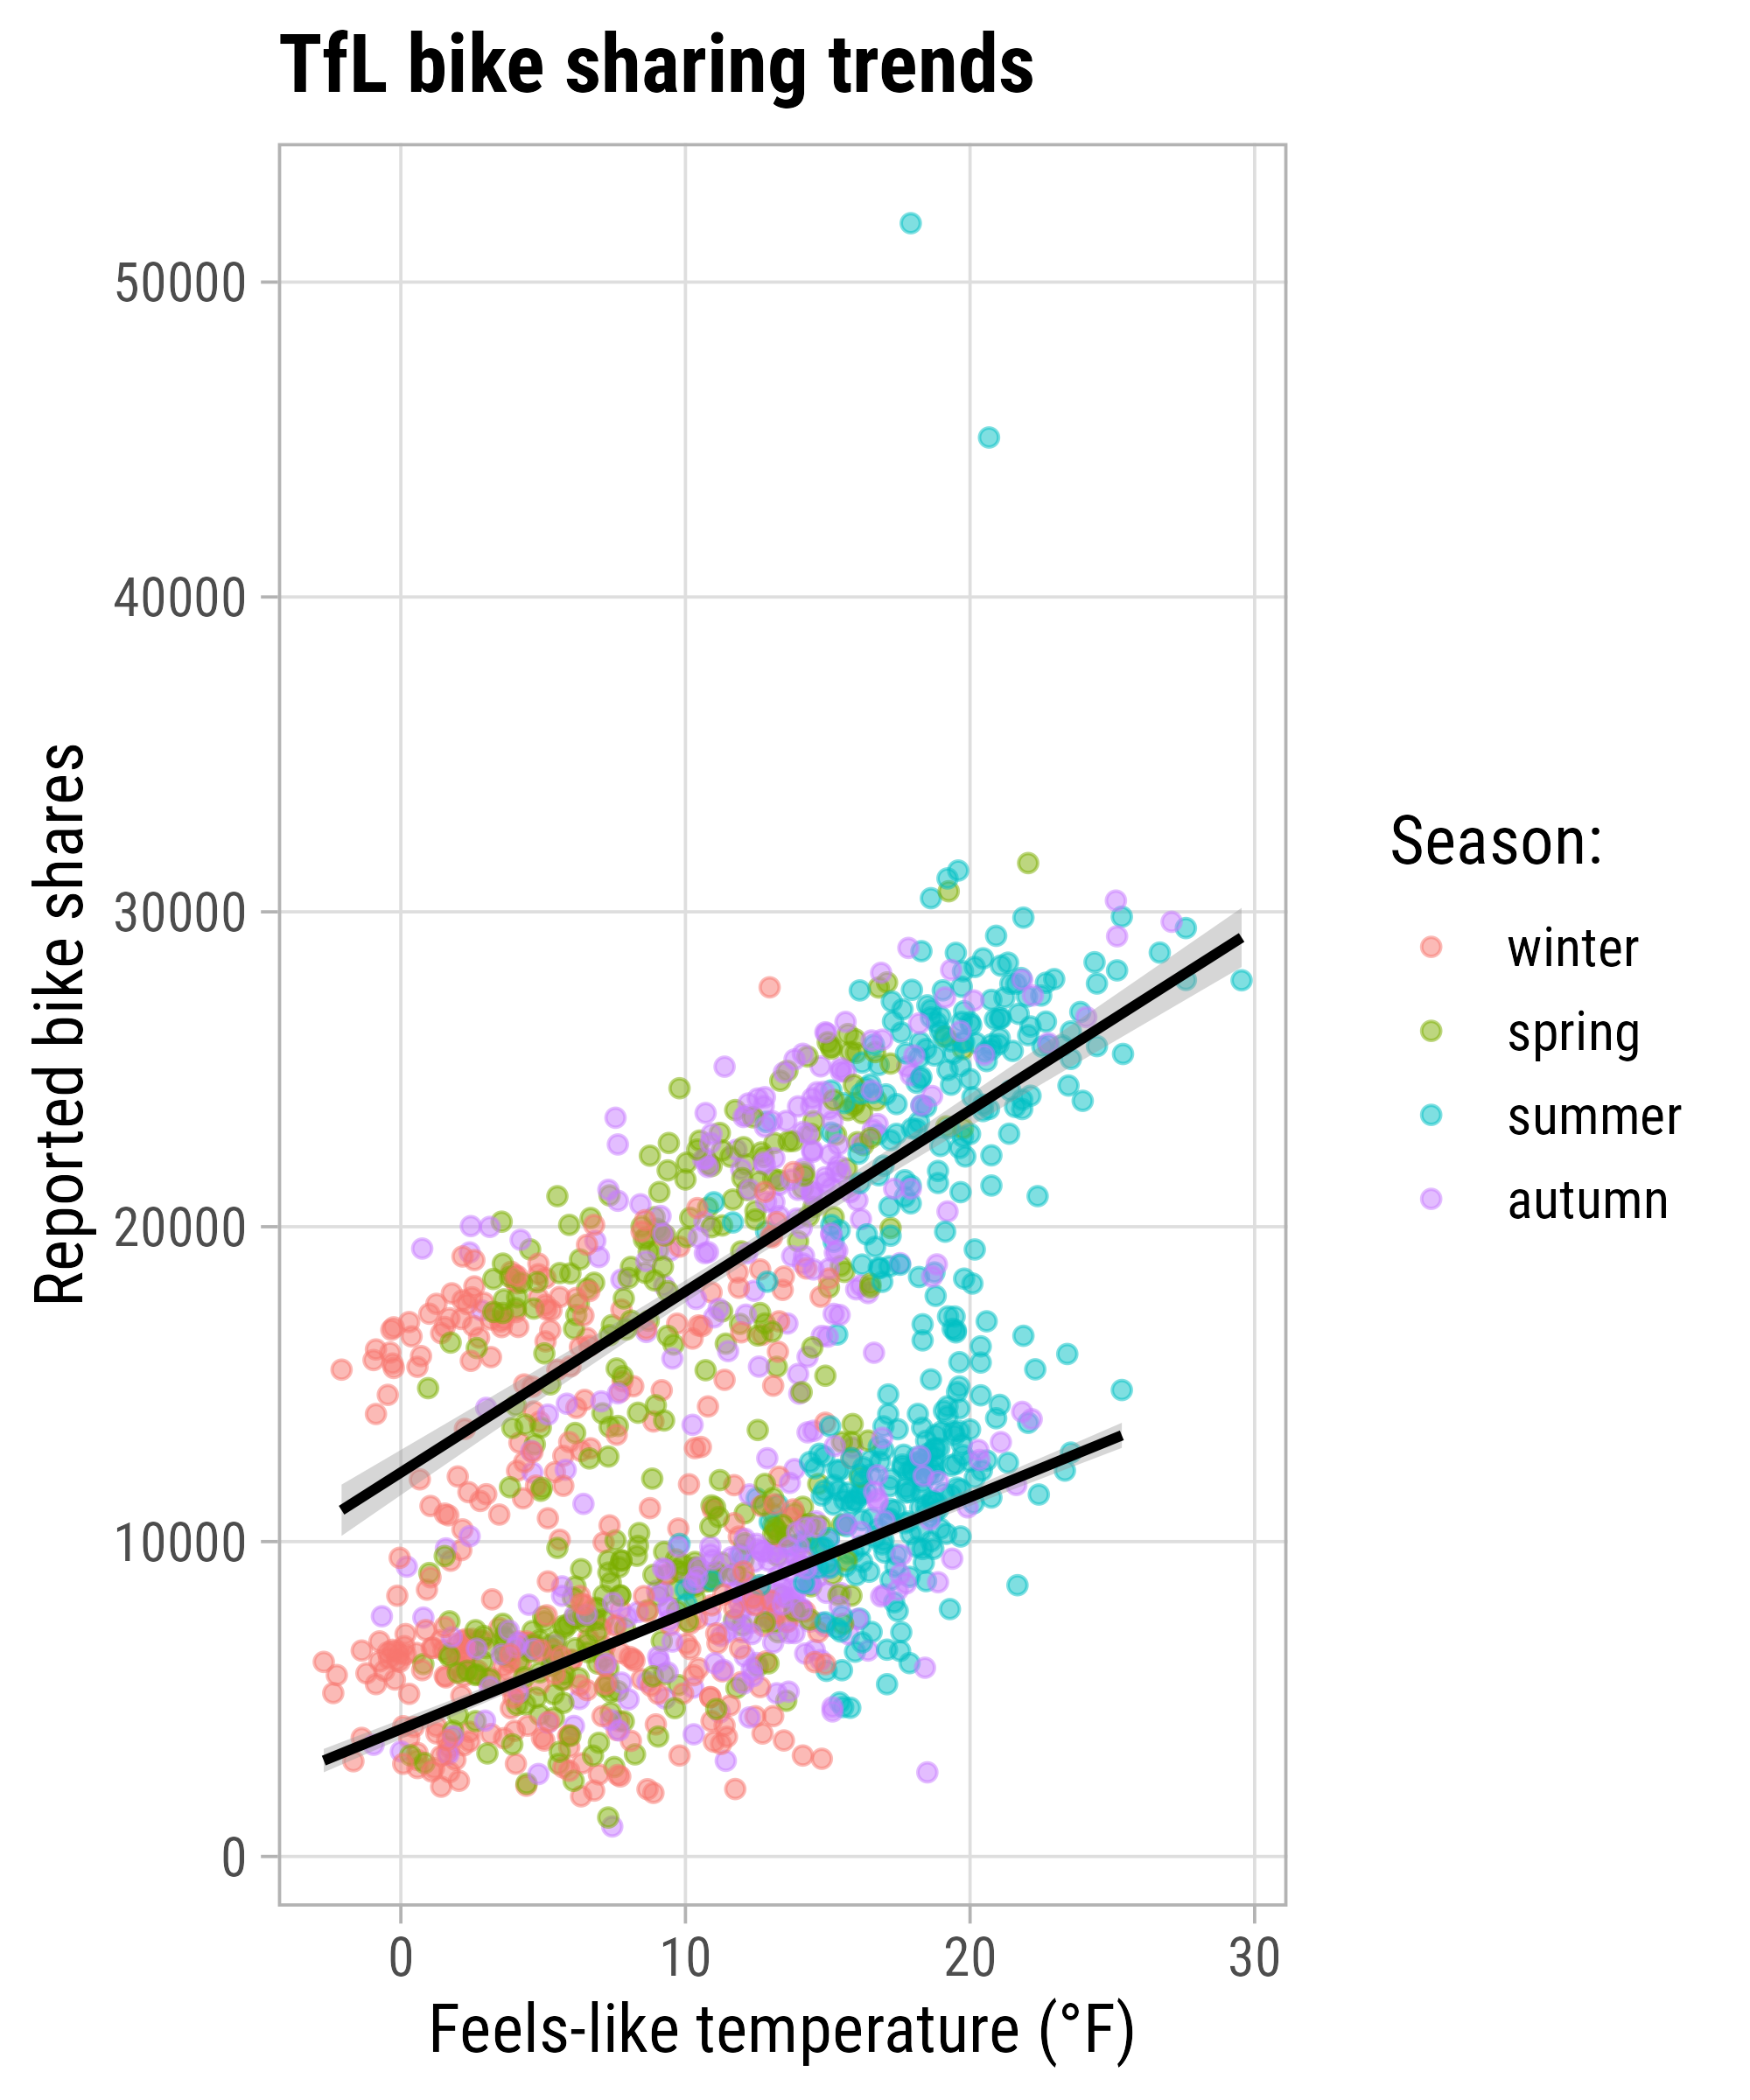 TfL bike sharing trends
Reported bike shares
50000
40000
30000
20000
10000
0
0 10 20 30
Feels-like temperature (°F)
Season:
winter
spring
summer
autumn